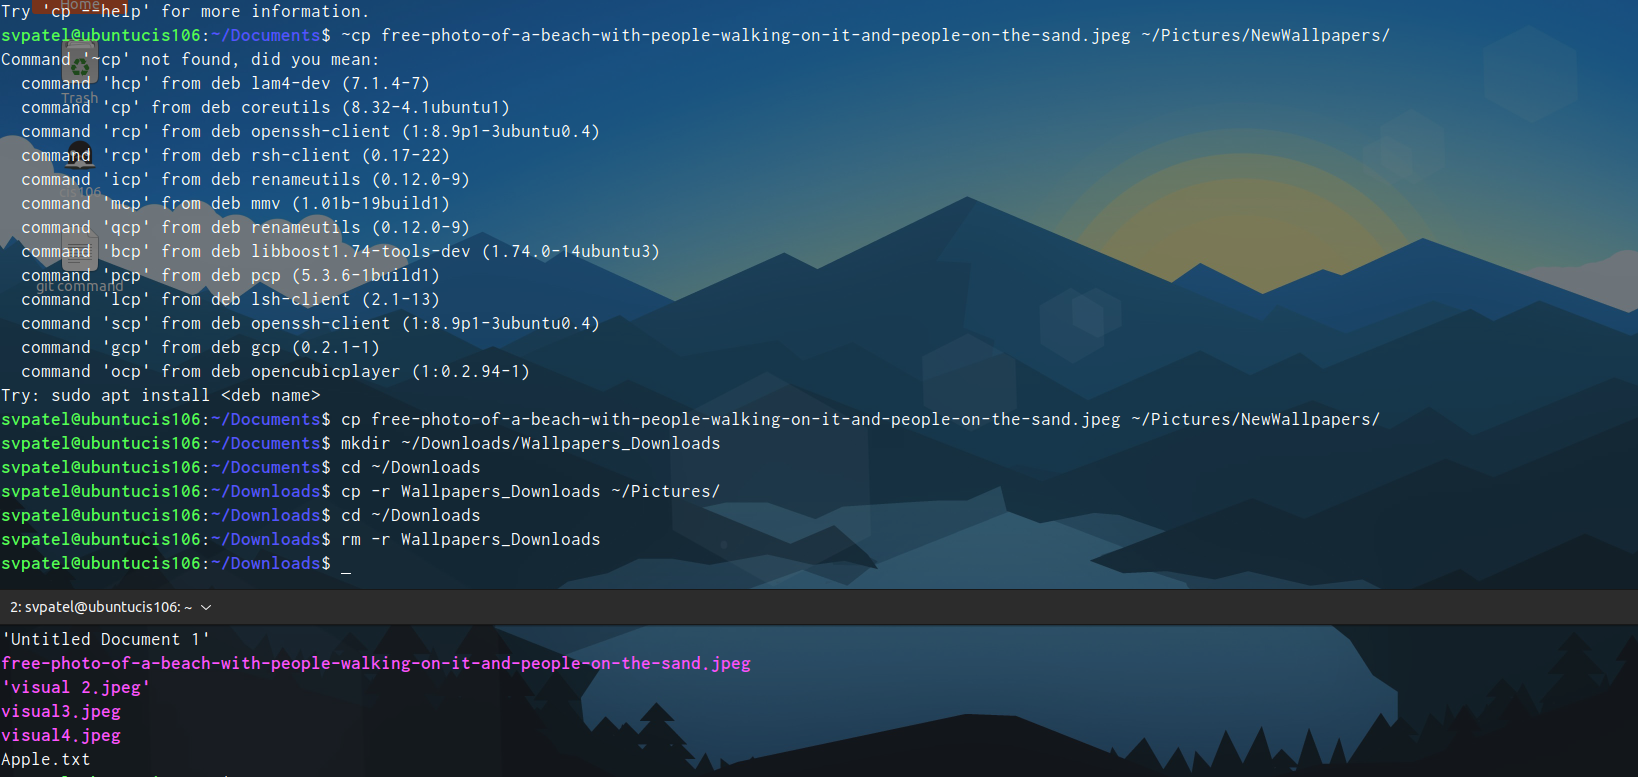 Try 'cp --help' for more information.
Home
svpatel@ubuntucis106:~/Documents$ ~cp free-photo-of-a-beach-with-people-walking-on-it-and-people-on-the-sand.jpeg ~/Pictures/NewWallpapers/
Command '~cp' not found, did you mean:
  command 'hcp' from deb lam4-dev (7.1.4-7)
Trash
  command 'cp' from deb coreutils (8.32-4.1ubuntu1)
  command 'rcp' from deb openssh-client (1:8.9p1-3ubuntu0.4)
  command 'rcp' from deb rsh-client (0.17-22)
  command 'icp' from deb renameutils (0.12.0-9)
cis106
  command 'mcp' from deb mmv (1.01b-19build1)
  command 'qcp' from deb renameutils (0.12.0-9)
  command 'bcp' from deb libboost1.74-tools-dev (1.74.0-14ubuntu3)
  command 'pcp' from deb pcp (5.3.6-1build1)
git command
  command 'lcp' from deb lsh-client (2.1-13)
  command 'scp' from deb openssh-client (1:8.9p1-3ubuntu0.4)
  command 'gcp' from deb gcp (0.2.1-1)
  command 'ocp' from deb opencubicplayer (1:0.2.94-1)
Try: sudo apt install <deb name>
svpatel@ubuntucis106:~/Documents$ cp free-photo-of-a-beach-with-people-walking-on-it-and-people-on-the-sand.jpeg ~/Pictures/NewWallpapers/
svpatel@ubuntucis106:~/Documents$ mkdir ~/Downloads/Wallpapers_Downloads
svpatel@ubuntucis106:~/Documents$ cd ~/Downloads
svpatel@ubuntucis106:~/Downloads$ cp -r Wallpapers_Downloads ~/Pictures/
svpatel@ubuntucis106:~/Downloads$ cd ~/Downloads
svpatel@ubuntucis106:~/Downloads$ rm -r Wallpapers_Downloads
svpatel@ubuntucis106:~/Downloads$ _
2: svpatel@ubuntucis106: ~
'Untitled Document 1'
free-photo-of-a-beach-with-people-walking-on-it-and-people-on-the-sand.jpeg
'visual 2.jpeg'
visual3.jpeg
visual4.jpeg
Apple.txt